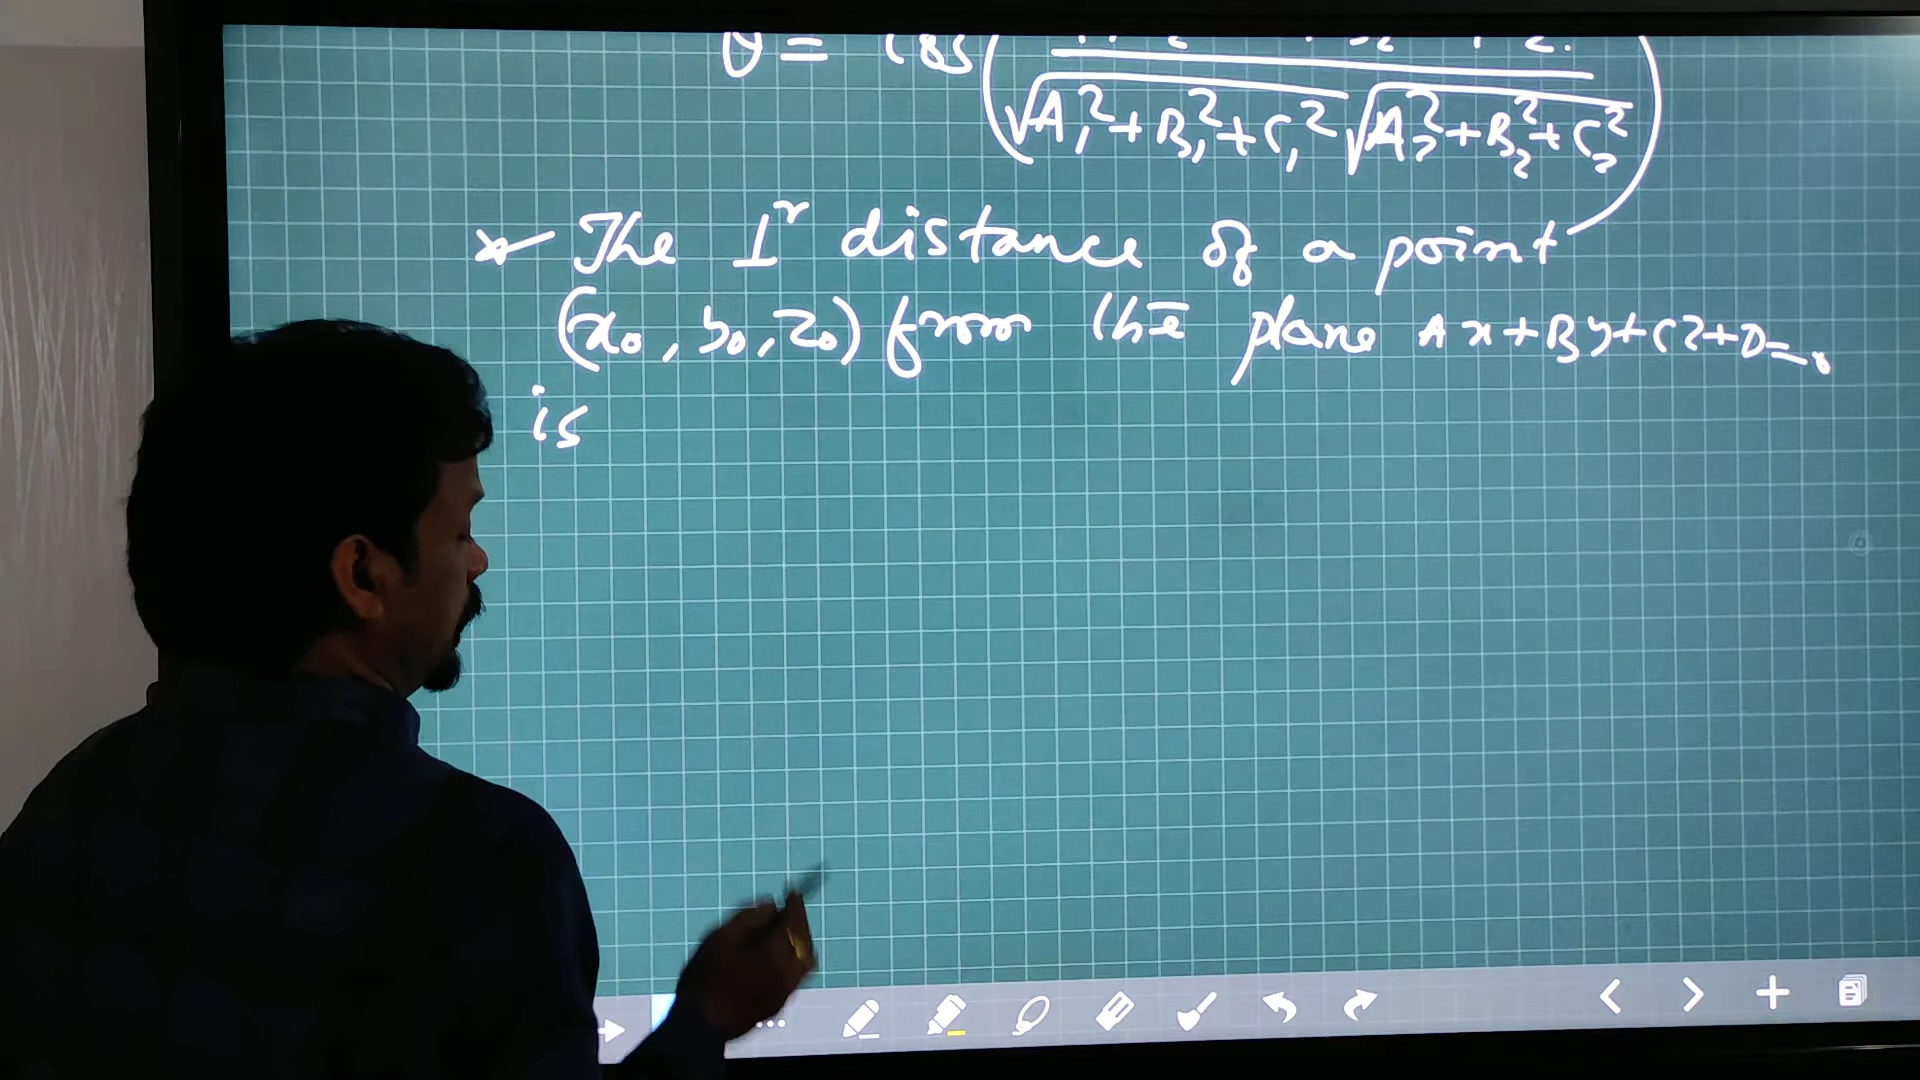 θ =
√A₁²+B₁²+C₁² √A₂²+B₂²+C₂²
* The ⊥ʳ distance of a point
(x₀, y₀, z₀) from the plane Ax+By+Cz+D=0
is